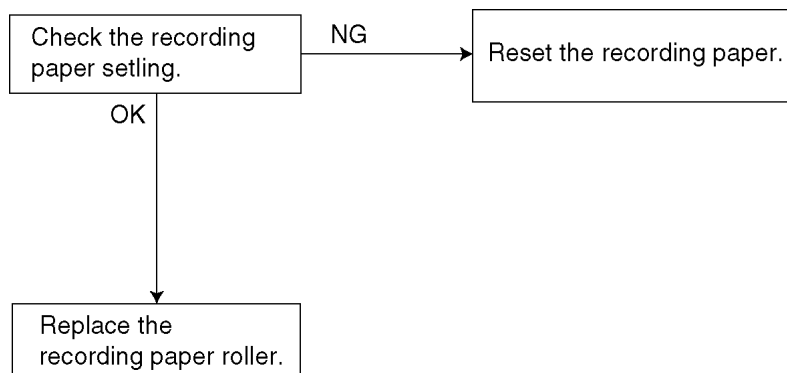 Check the recording
paper setling.
NG
Reset the recording paper.
OK
Replace the
recording paper roller.